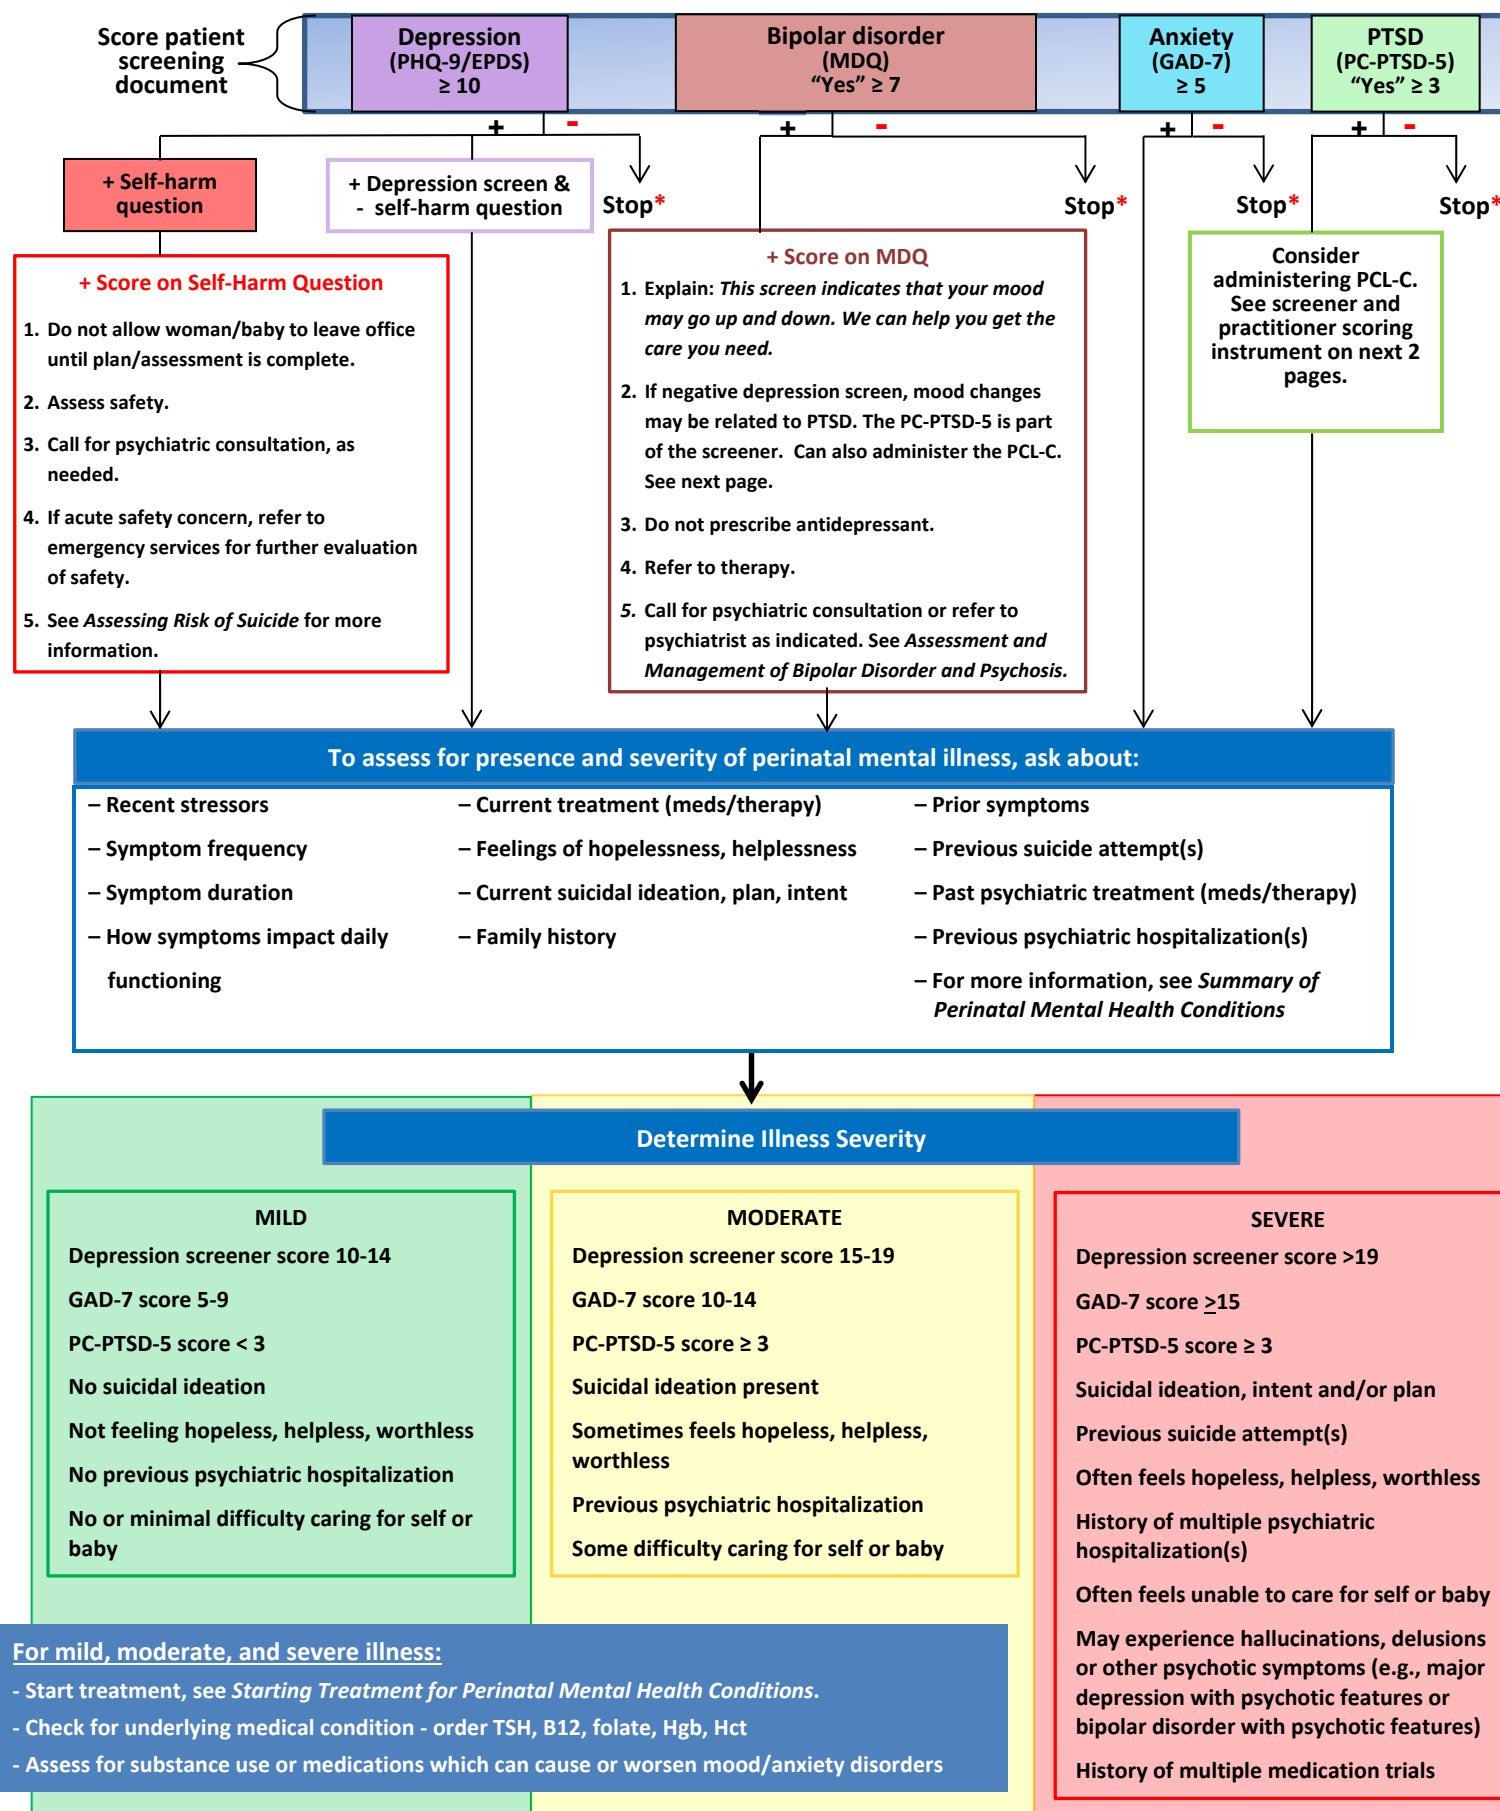 Score patient
screening
document
Depression
(PHQ-9/EPDS)
≥ 10
Bipolar disorder
(MDQ)
“Yes” ≥ 7
Anxiety
(GAD-7)
≥ 5
PTSD
(PC-PTSD-5)
“Yes” ≥ 3
+ -
+ -
+ -
+ -
+ Self-harm
question
+ Depression screen &
- self-harm question
Stop*
Stop*
Stop*
Stop*
+ Score on Self-Harm Question
1. Do not allow woman/baby to leave office
until plan/assessment is complete.
2. Assess safety.
3. Call for psychiatric consultation, as
needed.
4. If acute safety concern, refer to
emergency services for further evaluation
of safety.
5. See Assessing Risk of Suicide for more
information.
+ Score on MDQ
1. Explain: This screen indicates that your mood
may go up and down. We can help you get the
care you need.
2. If negative depression screen, mood changes
may be related to PTSD. The PC-PTSD-5 is part
of the screener. Can also administer the PCL-C.
See next page.
3. Do not prescribe antidepressant.
4. Refer to therapy.
5. Call for psychiatric consultation or refer to
psychiatrist as indicated. See Assessment and
Management of Bipolar Disorder and Psychosis.
Consider
administering PCL-C.
See screener and
practitioner scoring
instrument on next 2
pages.
To assess for presence and severity of perinatal mental illness, ask about:
– Recent stressors
– Symptom frequency
– Symptom duration
– How symptoms impact daily
functioning
– Current treatment (meds/therapy)
– Feelings of hopelessness, helplessness
– Current suicidal ideation, plan, intent
– Family history
– Prior symptoms
– Previous suicide attempt(s)
– Past psychiatric treatment (meds/therapy)
– Previous psychiatric hospitalization(s)
– For more information, see Summary of
Perinatal Mental Health Conditions
Determine Illness Severity
MILD
Depression screener score 10-14
GAD-7 score 5-9
PC-PTSD-5 score < 3
No suicidal ideation
Not feeling hopeless, helpless, worthless
No previous psychiatric hospitalization
No or minimal difficulty caring for self or
baby
MODERATE
Depression screener score 15-19
GAD-7 score 10-14
PC-PTSD-5 score ≥ 3
Suicidal ideation present
Sometimes feels hopeless, helpless,
worthless
Previous psychiatric hospitalization
Some difficulty caring for self or baby
SEVERE
Depression screener score >19
GAD-7 score ≥15
PC-PTSD-5 score ≥ 3
Suicidal ideation, intent and/or plan
Previous suicide attempt(s)
Often feels hopeless, helpless, worthless
History of multiple psychiatric
hospitalization(s)
Often feels unable to care for self or baby
May experience hallucinations, delusions
or other psychotic symptoms (e.g., major
depression with psychotic features or
bipolar disorder with psychotic features)
History of multiple medication trials
For mild, moderate, and severe illness:
- Start treatment, see Starting Treatment for Perinatal Mental Health Conditions.
- Check for underlying medical condition - order TSH, B12, folate, Hgb, Hct
- Assess for substance use or medications which can cause or worsen mood/anxiety disorders